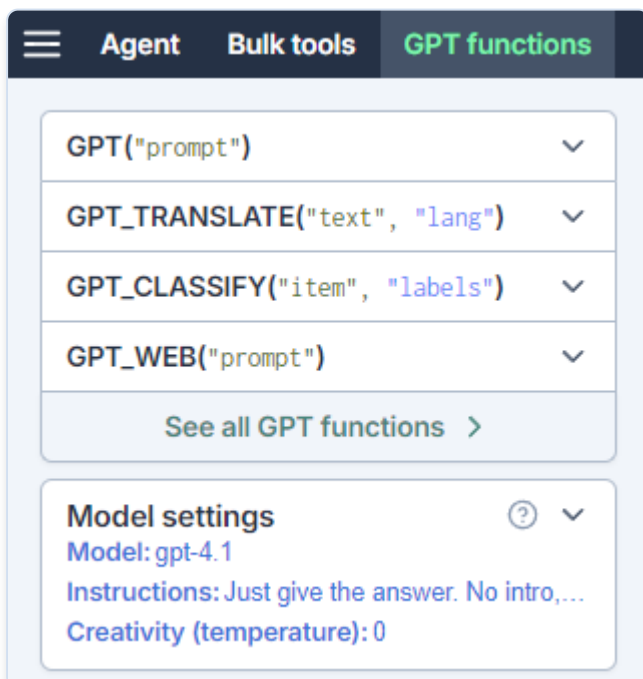 Agent Bulk tools GPT functions
GPT("prompt")
GPT_TRANSLATE("text", "lang")
GPT_CLASSIFY("item", "labels")
GPT_WEB("prompt")
See all GPT functions >
Model settings ?
Model: gpt-4.1
Instructions: Just give the answer. No intro,...
Creativity (temperature): 0